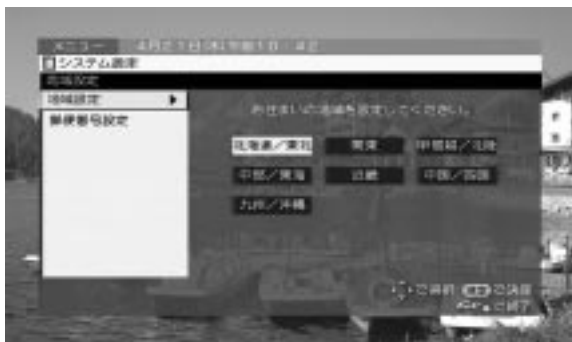 メニュー 4月21日(木)午前10:42
システム設定
地域設定
地域設定
郵便番号設定
お住まいの地域を設定してください。
北海道/東北 関東 甲信越/北陸
中部/東海 近畿 中国/四国
九州/沖縄
で選択 で決定
で終了